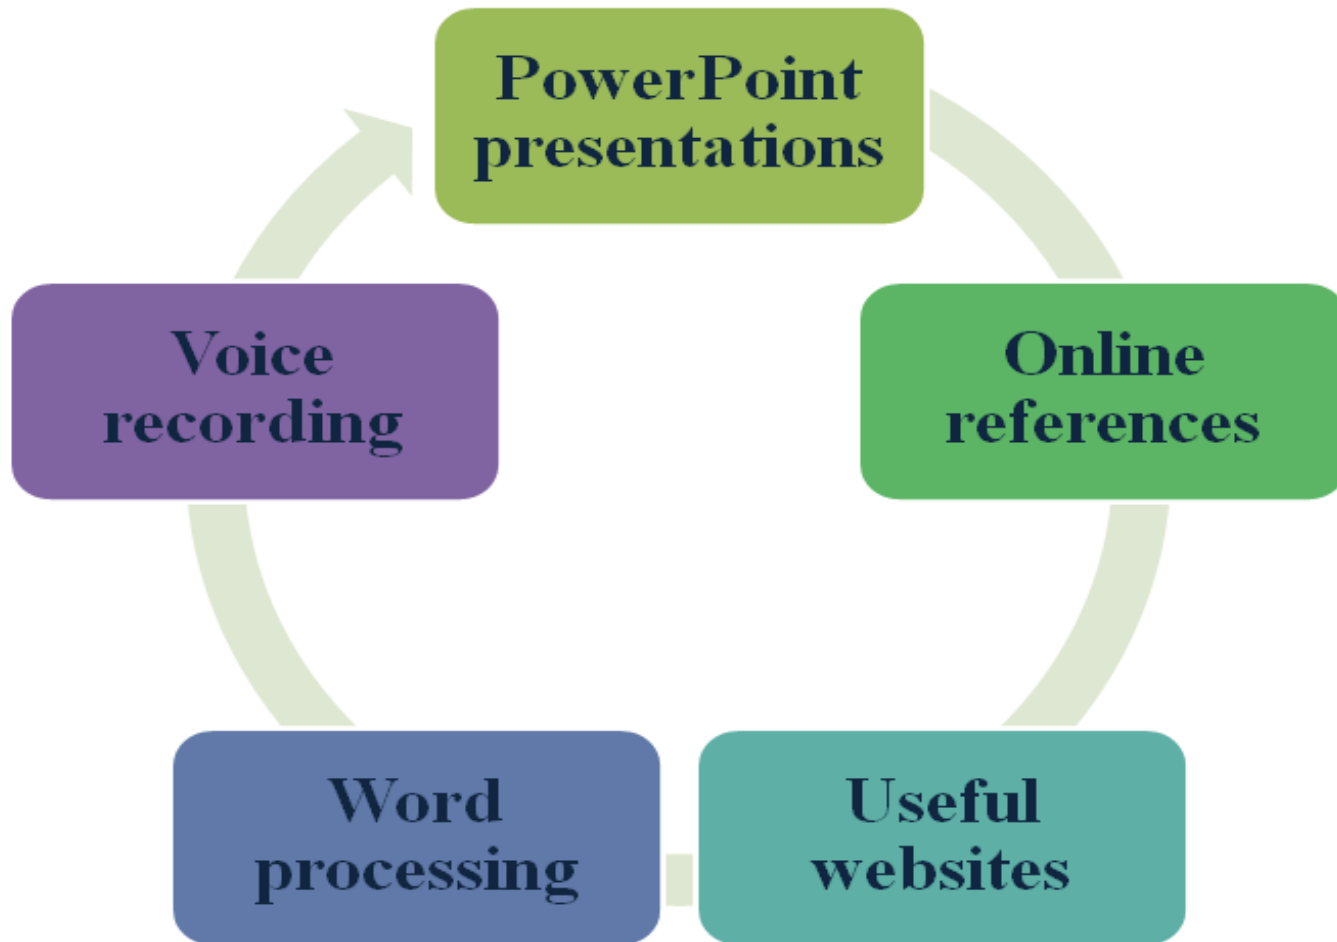 PowerPoint
presentations
Online
references
Useful
websites
Word
processing
Voice
recording